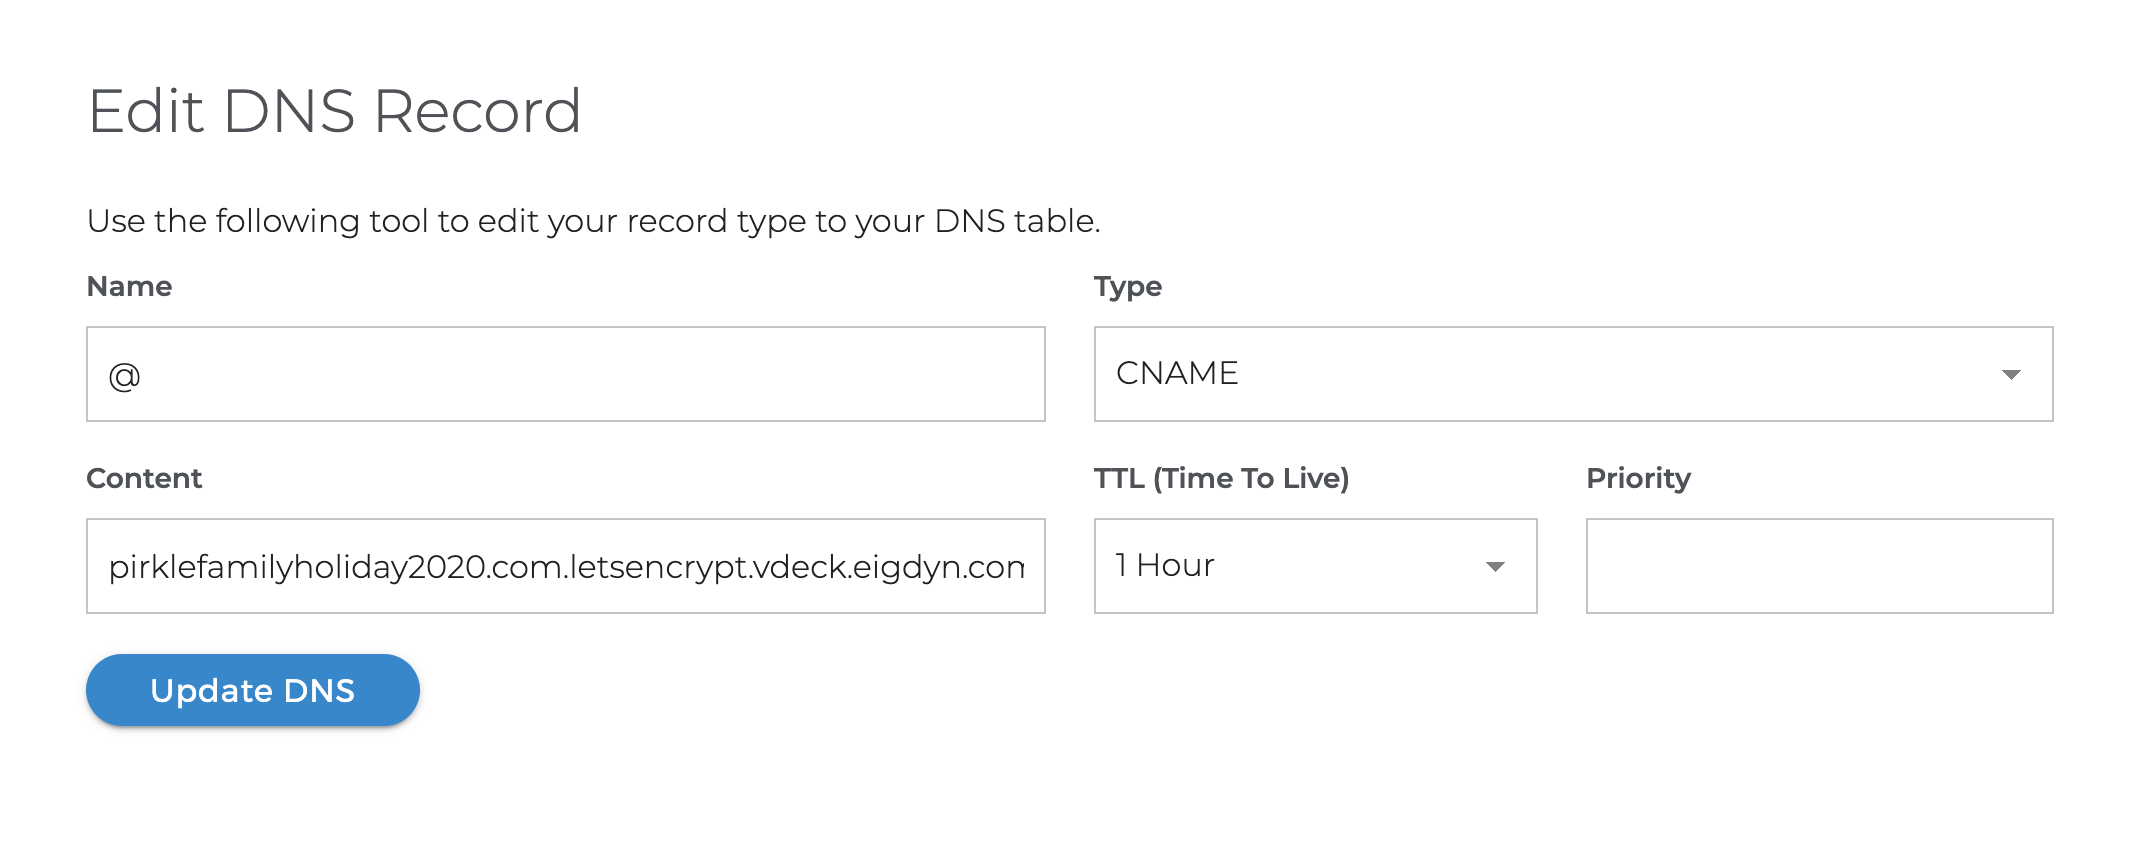 Edit DNS Record
Use the following tool to edit your record type to your DNS table.
Name
Type
@
CNAME
Content
TTL (Time To Live)
Priority
pirklefamilyholiday2020.com.letsencrypt.vdeck.eigdyn.com
1 Hour
Update DNS